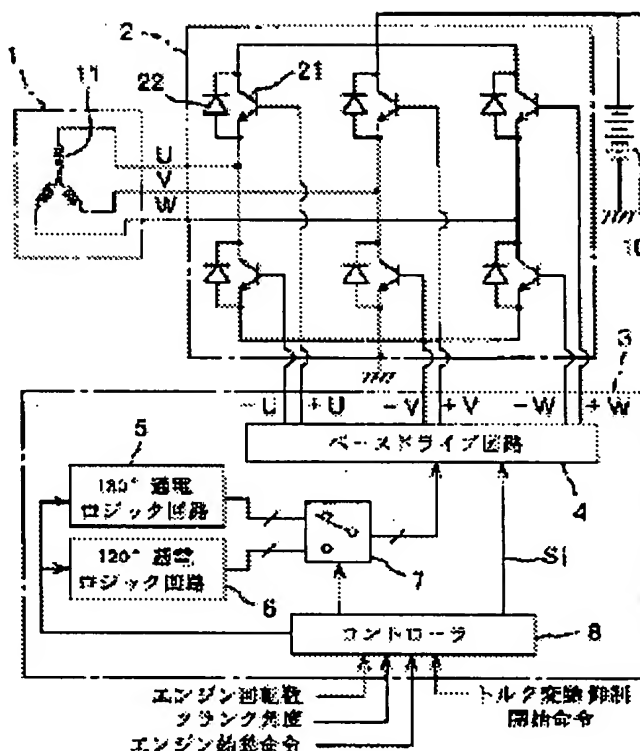 2
1
11
22
21
U
V
W
10
3
-U +U -V +V -W +W
ベースドライブ回路
4
5
180° 通電
ロジック回路
120° 通電
ロジック回路
6
7
S1
コントローラ
8
エンジン回転数
クランク角度
エンジン始動命令
トルク変動抑制
開始命令